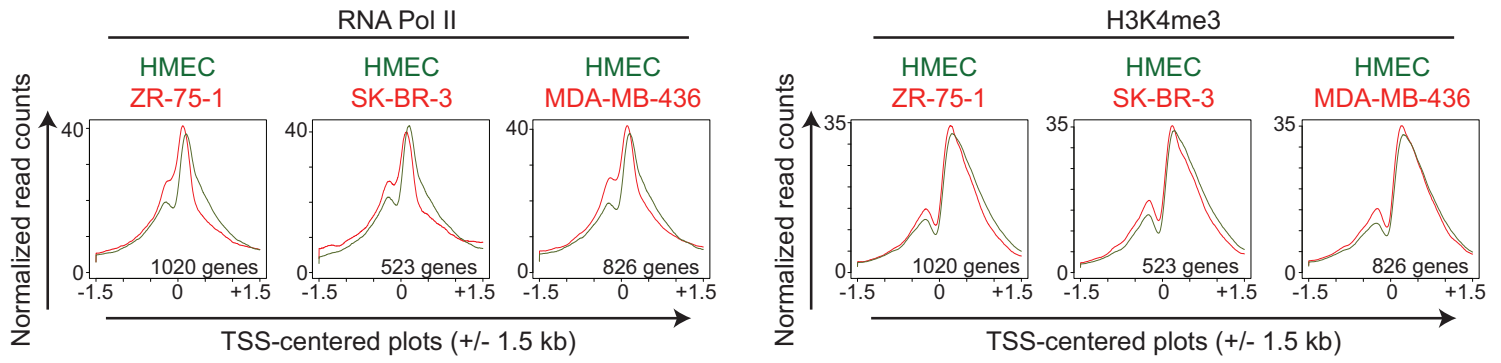 RNA Pol II
HMEC
ZR-75-1
HMEC
SK-BR-3
HMEC
MDA-MB-436
Normalized read counts
40
0
1020 genes
-1.5 0 +1.5
40
0
523 genes
-1.5 0 +1.5
40
0
826 genes
-1.5 0 +1.5
TSS-centered plots (+/- 1.5 kb)
H3K4me3
HMEC
ZR-75-1
HMEC
SK-BR-3
HMEC
MDA-MB-436
Normalized read counts
35
0
1020 genes
-1.5 0 +1.5
35
0
523 genes
-1.5 0 +1.5
35
0
826 genes
-1.5 0 +1.5
TSS-centered plots (+/- 1.5 kb)